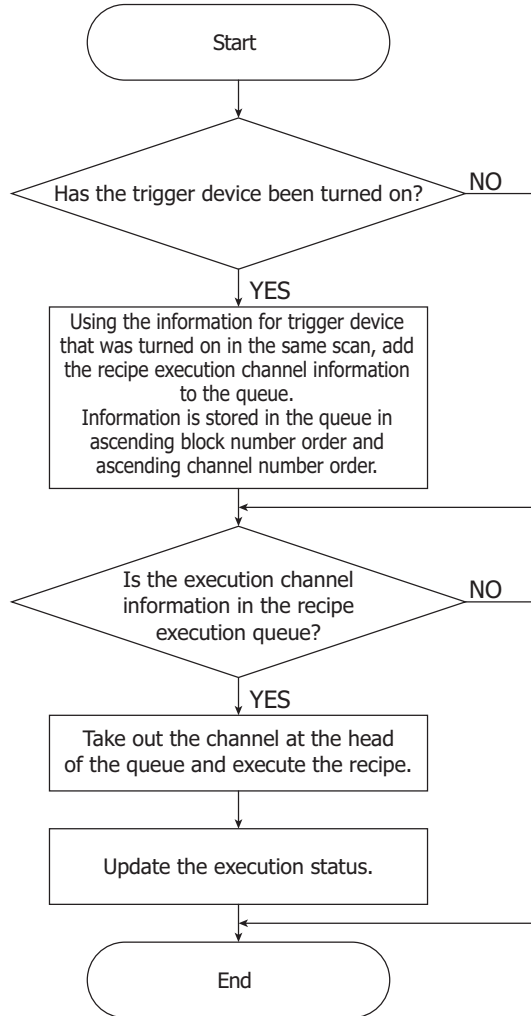 Start
Has the trigger device been turned on?
NO
YES
Using the information for trigger device
that was turned on in the same scan, add
the recipe execution channel information
to the queue.
Information is stored in the queue in
ascending block number order and
ascending channel number order.
Is the execution channel
information in the recipe
execution queue?
NO
YES
Take out the channel at the head
of the queue and execute the recipe.
Update the execution status.
End